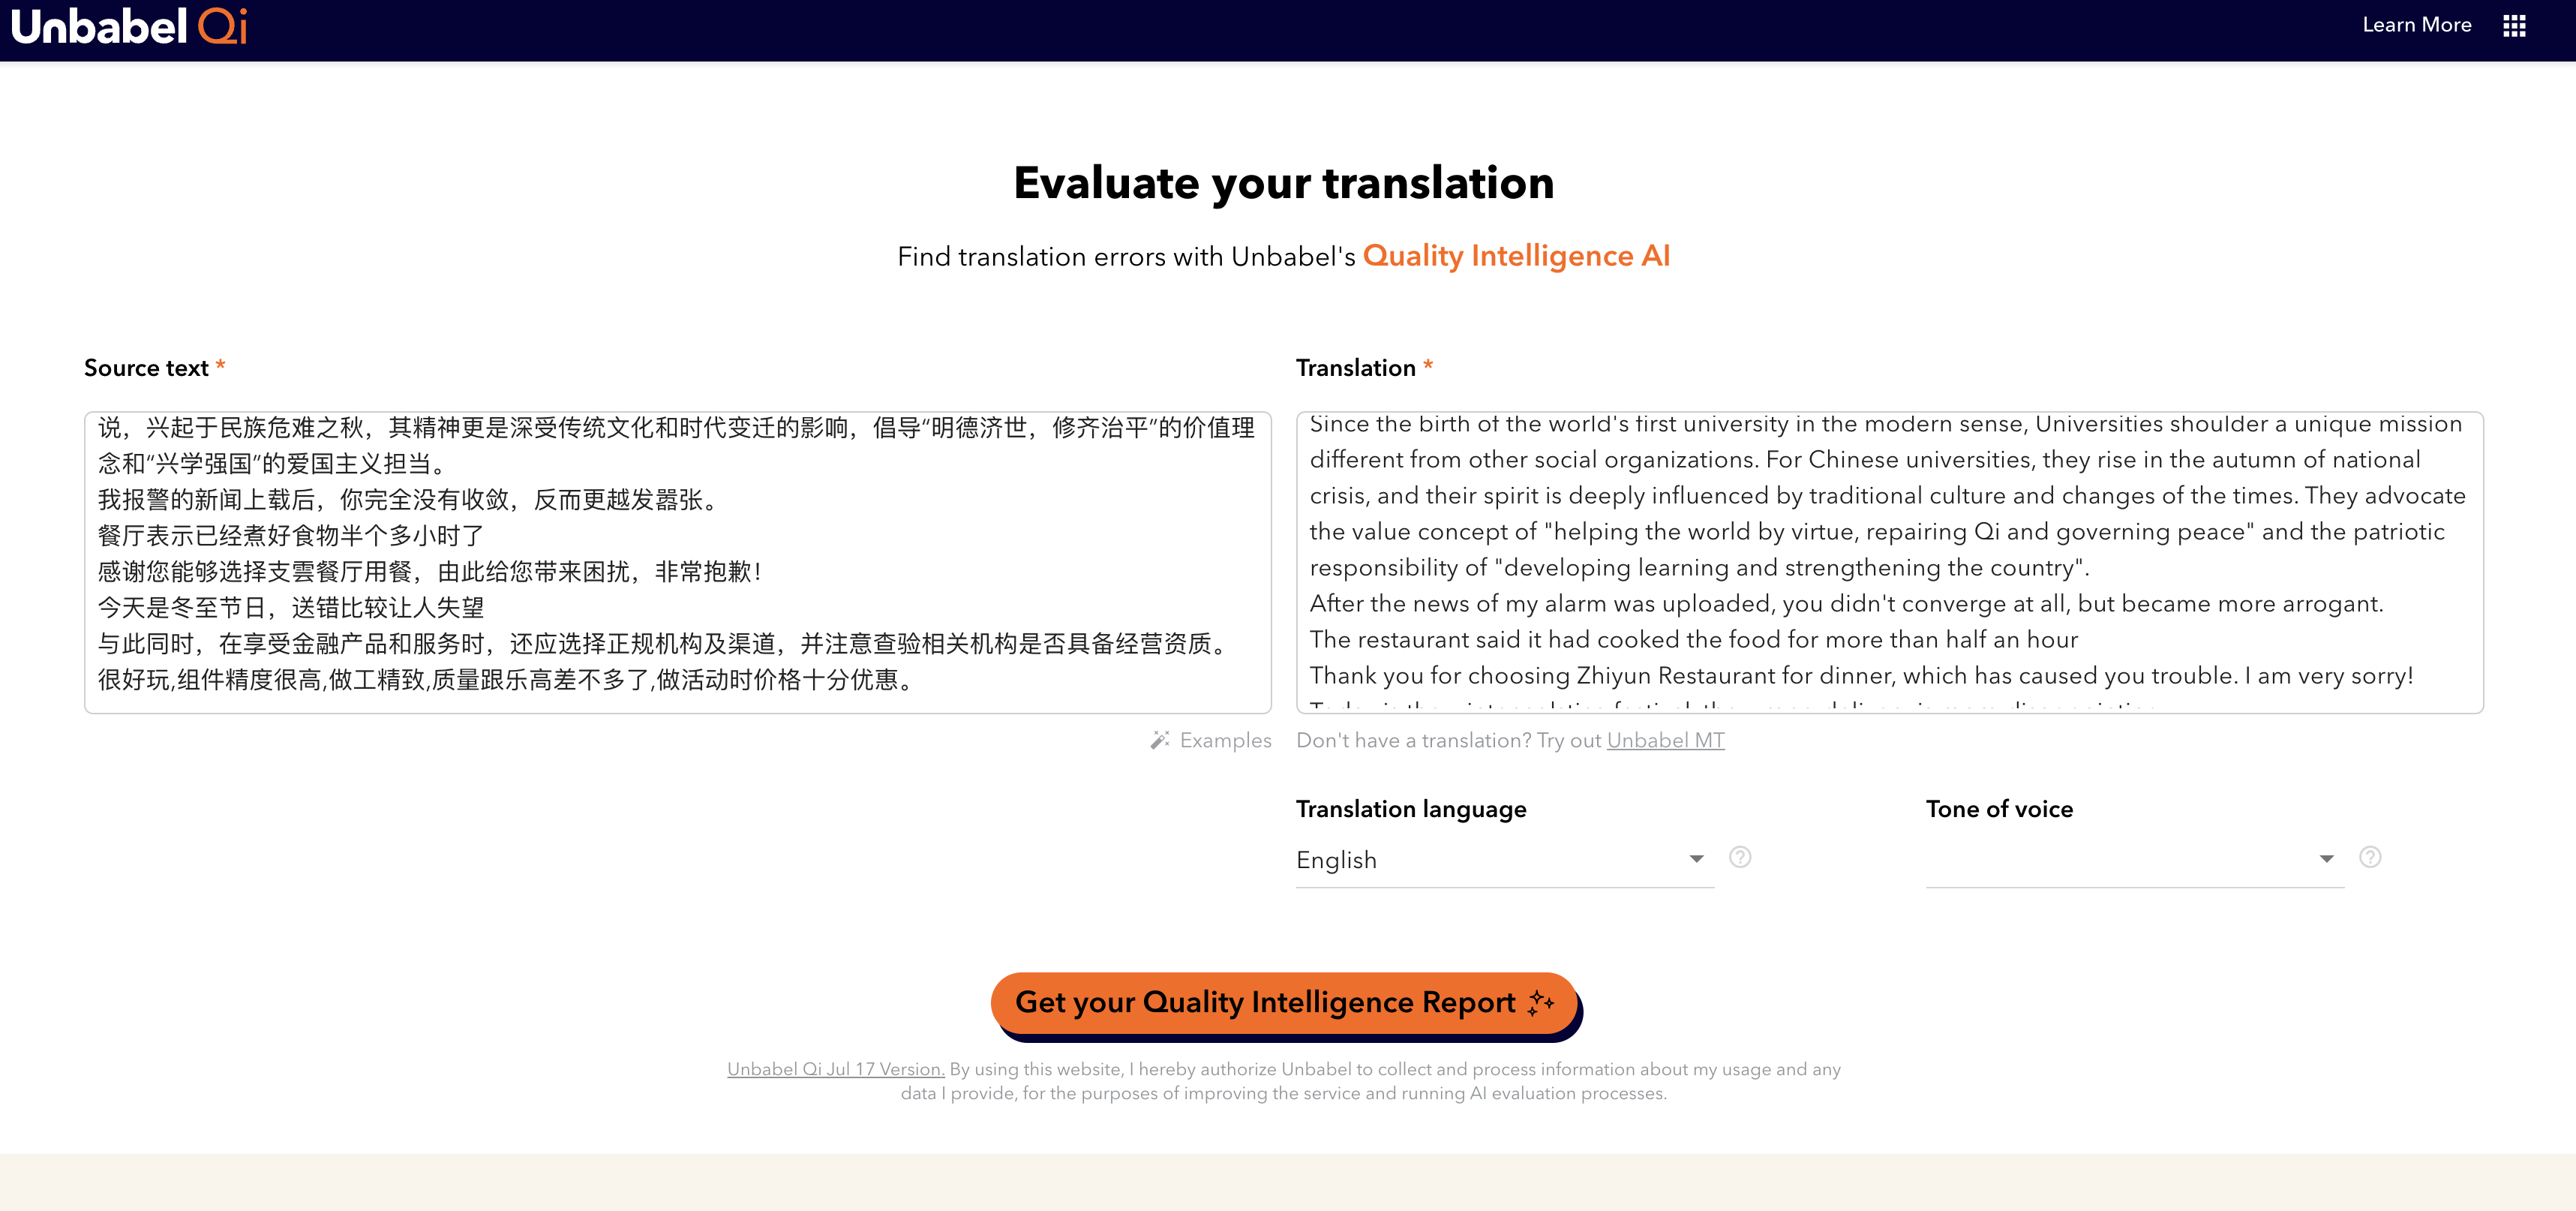 Unbabel Qi
Learn More
Evaluate your translation
Find translation errors with Unbabel's Quality Intelligence AI
Source text *
说，兴起于民族危难之秋，其精神更是深受传统文化和时代变迁的影响，倡导“明德济世，修齐治平”的价值理
念和“兴学强国”的爱国主义担当。
我报警的新闻上载后，你完全没有收敛，反而更越发嚣张。
餐厅表示已经煮好食物半个多小时了
感谢您能够选择支雲餐厅用餐，由此给您带来困扰，非常抱歉！
今天是冬至节日，送错比较让人失望
与此同时，在享受金融产品和服务时，还应选择正规机构及渠道，并注意查验相关机构是否具备经营资质。
很好玩,组件精度很高,做工精致,质量跟乐高差不多了,做活动时价格十分优惠。
Examples
Translation *
Since the birth of the world's first university in the modern sense, Universities shoulder a unique mission
different from other social organizations. For Chinese universities, they rise in the autumn of national
crisis, and their spirit is deeply influenced by traditional culture and changes of the times. They advocate
the value concept of "helping the world by virtue, repairing Qi and governing peace" and the patriotic
responsibility of "developing learning and strengthening the country".
After the news of my alarm was uploaded, you didn't converge at all, but became more arrogant.
The restaurant said it had cooked the food for more than half an hour
Thank you for choosing Zhiyun Restaurant for dinner, which has caused you trouble. I am very sorry!
Don't have a translation? Try out Unbabel MT
Translation language
English
Tone of voice
Get your Quality Intelligence Report
Unbabel Qi Jul 17 Version. By using this website, I hereby authorize Unbabel to collect and process information about my usage and any
data I provide, for the purposes of improving the service and running AI evaluation processes.